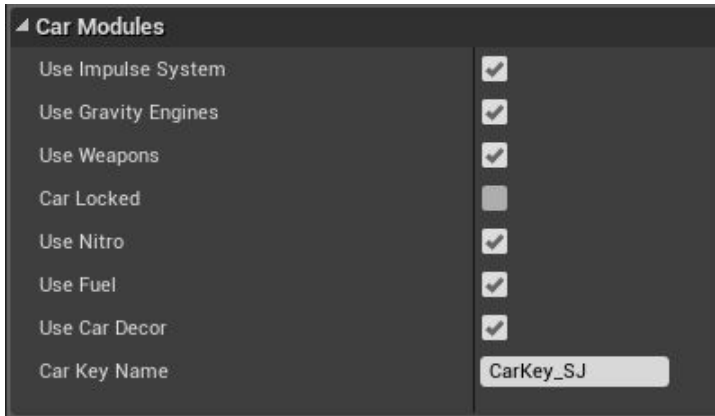 Car Modules
Use Impulse System
Use Gravity Engines
Use Weapons
Car Locked
Use Nitro
Use Fuel
Use Car Decor
Car Key Name CarKey_SJ